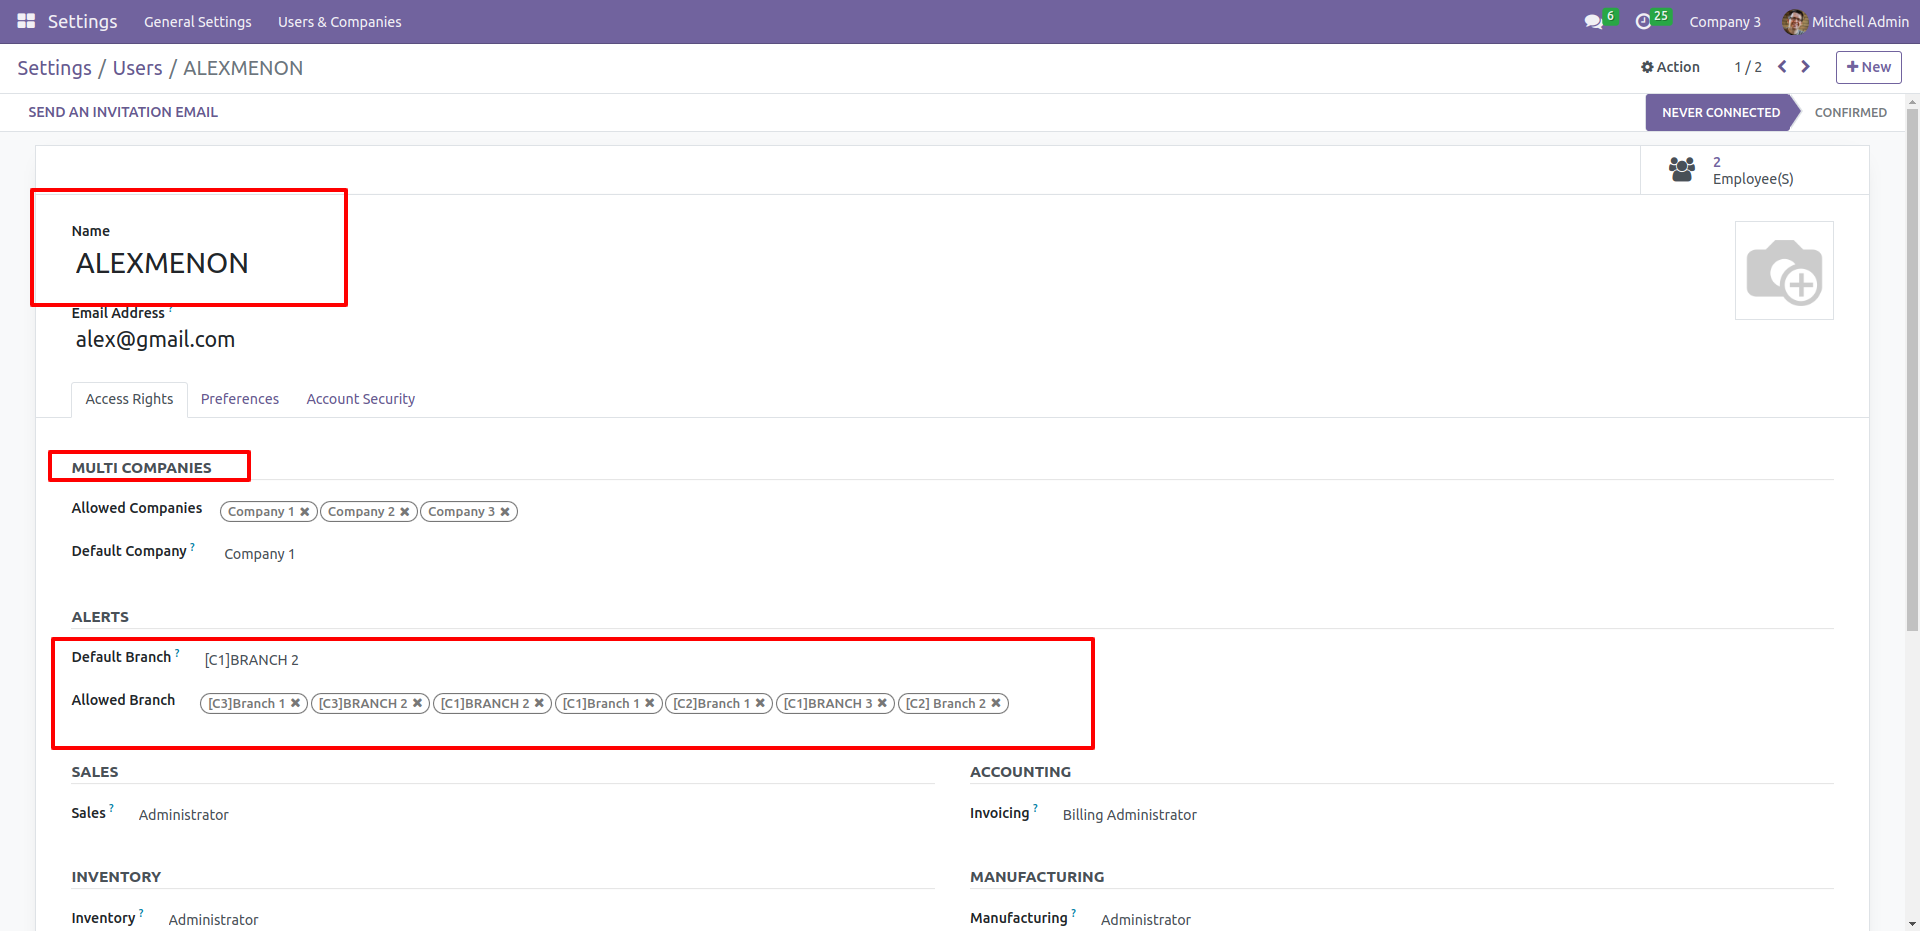 Settings General Settings Users & Companies 6 25 Company 3 Mitchell Admin
Settings / Users / ALEXMENON Action 1 / 2 New
SEND AN INVITATION EMAIL NEVER CONNECTED CONFIRMED
2
Employee(S)
Name
ALEXMENON
Email Address ?
alex@gmail.com
Access Rights Preferences Account Security
MULTI COMPANIES
Allowed Companies Company 1 Company 2 Company 3
Default Company ? Company 1
ALERTS
Default Branch ? [C1]BRANCH 2
Allowed Branch [C3]Branch 1 [C3]BRANCH 2 [C1]BRANCH 2 [C1]Branch 1 [C2]Branch 1 [C1]BRANCH 3 [C2] Branch 2
SALES ACCOUNTING
Sales ? Administrator Invoicing ? Billing Administrator
INVENTORY MANUFACTURING
Inventory ? Administrator Manufacturing ? Administrator